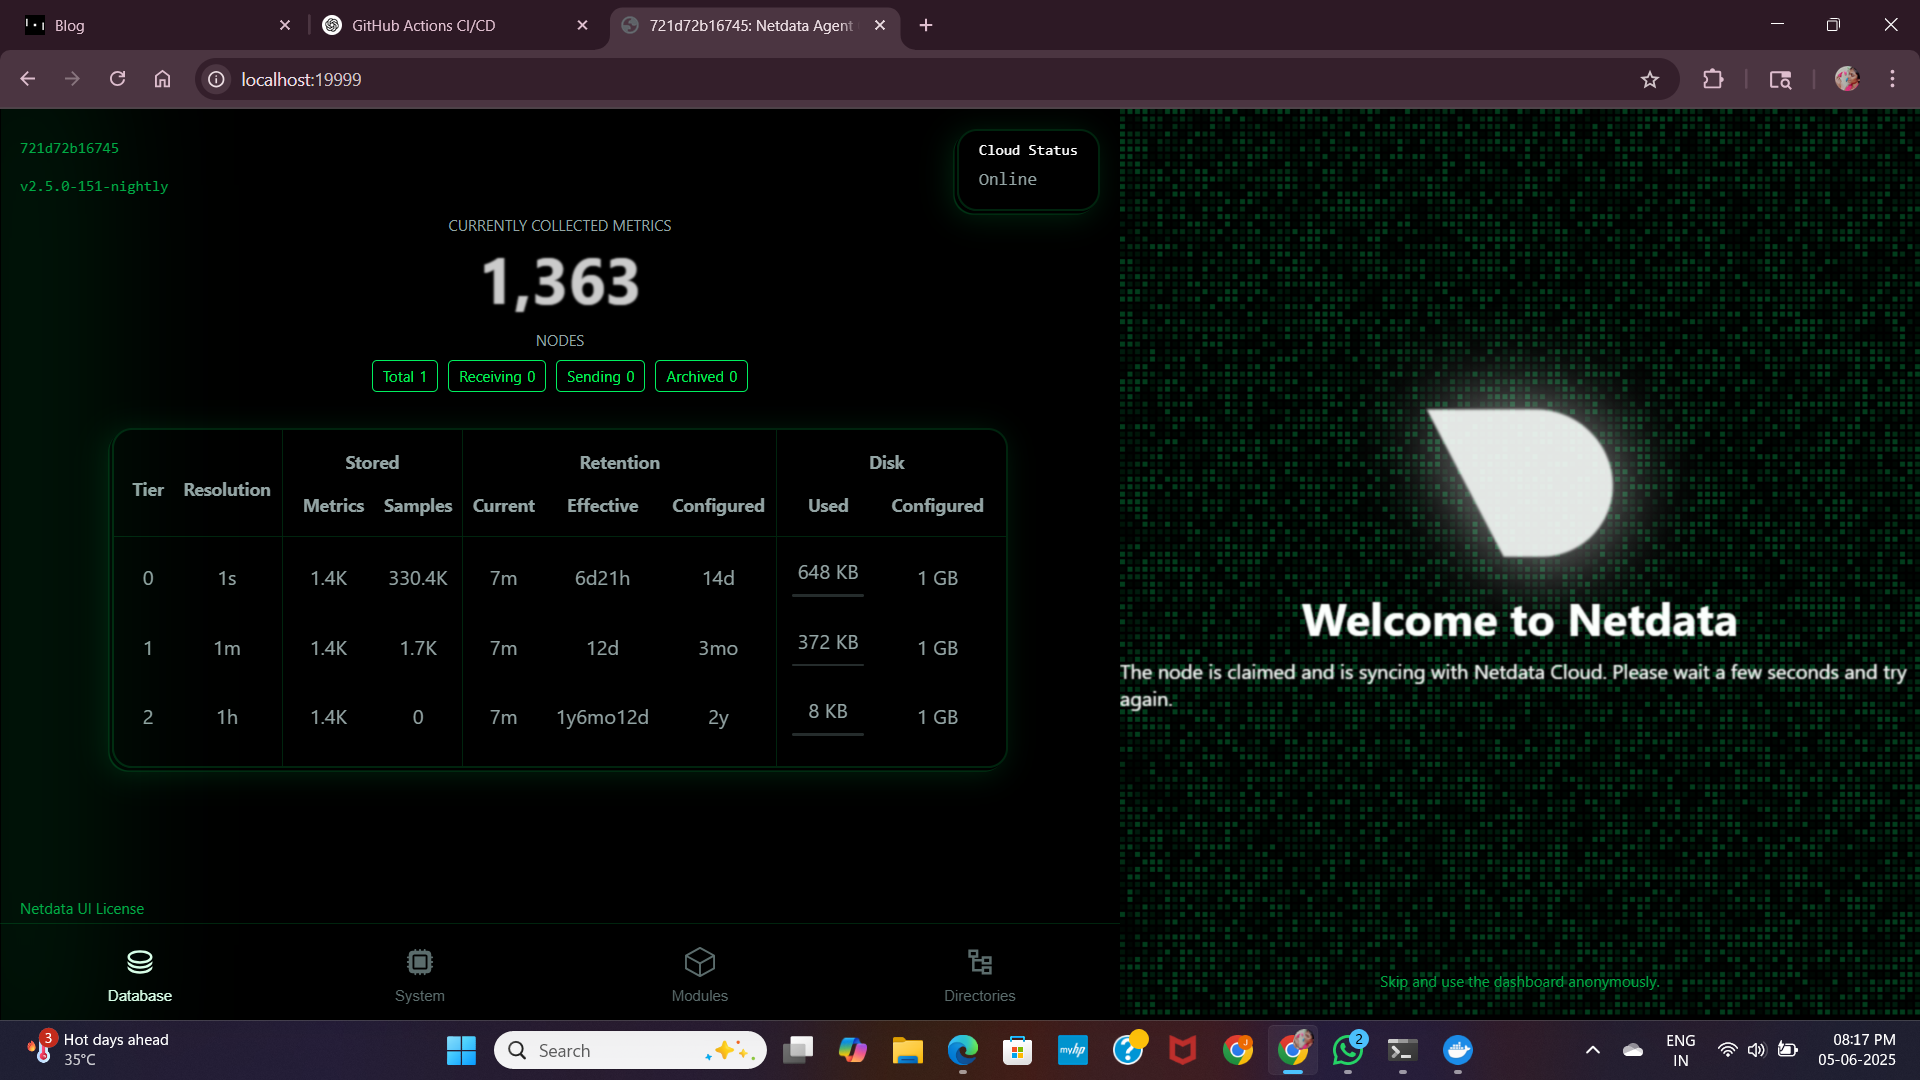 Blog
GitHub Actions CI/CD
721d72b16745: Netdata Agent
localhost:19999
721d72b16745
v2.5.0-151-nightly
Cloud Status
Online
CURRENTLY COLLECTED METRICS
1,363
NODES
Total 1 Receiving 0 Sending 0 Archived 0
Stored Retention Disk
Tier Resolution
Metrics Samples Current Effective Configured Used Configured
0 1s 1.4K 330.4K 7m 6d21h 14d 648 KB 1 GB
1 1m 1.4K 1.7K 7m 12d 3mo 372 KB 1 GB
2 1h 1.4K 0 7m 1y6mo12d 2y 8 KB 1 GB
Welcome to Netdata
The node is claimed and is syncing with Netdata Cloud. Please wait a few seconds and try
again.
Netdata UI License
Database System Modules Directories
Skip and use the dashboard anonymously.
3
Hot days ahead
35°C
Search
myhp
J
2
ENG
IN
08:17 PM
05-06-2025